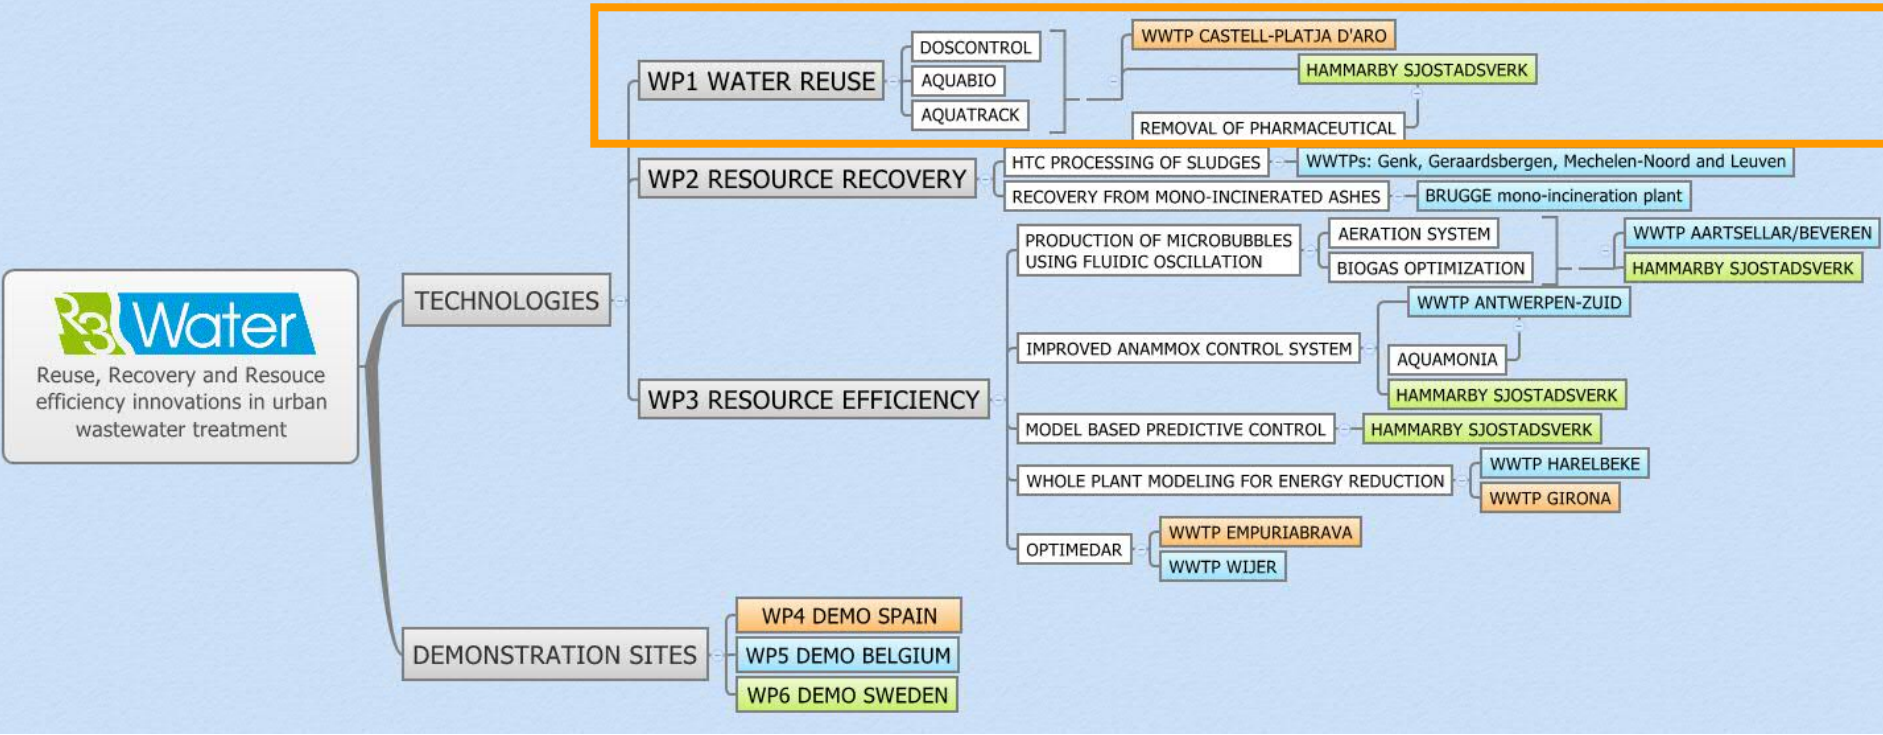 R3 Water
Reuse, Recovery and Resouce
efficiency innovations in urban
wastewater treatment
TECHNOLOGIES
WP1 WATER REUSE
DOSCONTROL
AQUABIO
AQUATRACK
WWTP CASTELL-PLATJA D'ARO
HAMMARBY SJOSTADSVERK
REMOVAL OF PHARMACEUTICAL
WP2 RESOURCE RECOVERY
HTC PROCESSING OF SLUDGES
WWTPs: Genk, Geraardsbergen, Mechelen-Noord and Leuven
RECOVERY FROM MONO-INCINERATED ASHES
BRUGGE mono-incineration plant
WP3 RESOURCE EFFICIENCY
PRODUCTION OF MICROBUBBLES
USING FLUIDIC OSCILLATION
AERATION SYSTEM
BIOGAS OPTIMIZATION
WWTP AARTSELLAR/BEVEREN
HAMMARBY SJOSTADSVERK
IMPROVED ANAMMOX CONTROL SYSTEM
WWTP ANTWERPEN-ZUID
AQUAMONIA
HAMMARBY SJOSTADSVERK
MODEL BASED PREDICTIVE CONTROL
HAMMARBY SJOSTADSVERK
WHOLE PLANT MODELING FOR ENERGY REDUCTION
WWTP HARELBEKE
WWTP GIRONA
OPTIMEDAR
WWTP EMPURIABRAVA
WWTP WIJER
DEMONSTRATION SITES
WP4 DEMO SPAIN
WP5 DEMO BELGIUM
WP6 DEMO SWEDEN